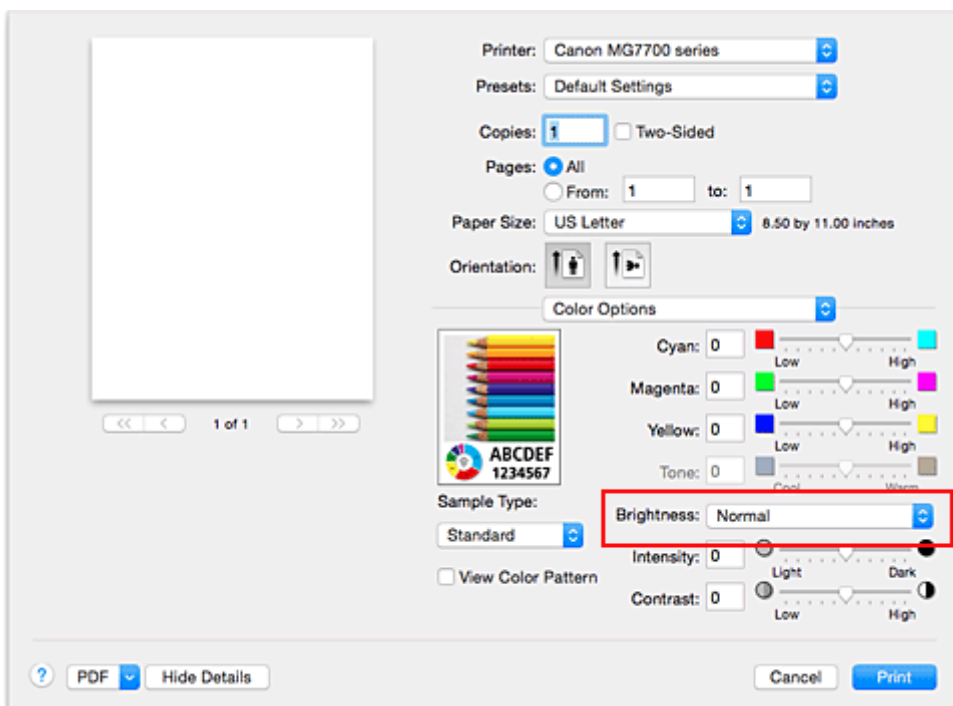 Printer: Canon MG7700 series
Presets: Default Settings
Copies: 1 Two-Sided
Pages: All
From: 1 to: 1
Paper Size: US Letter 8.50 by 11.00 inches
Orientation:
Color Options
Cyan: 0
Low High
Magenta: 0
Low High
Yellow: 0
Low High
Tone: 0
Cool Warm
ABCDEF
1234567
Sample Type:
Standard
View Color Pattern
Brightness: Normal
Intensity: 0
Light Dark
Contrast: 0
Low High
<< < 1 of 1 > >>
? PDF Hide Details Cancel Print